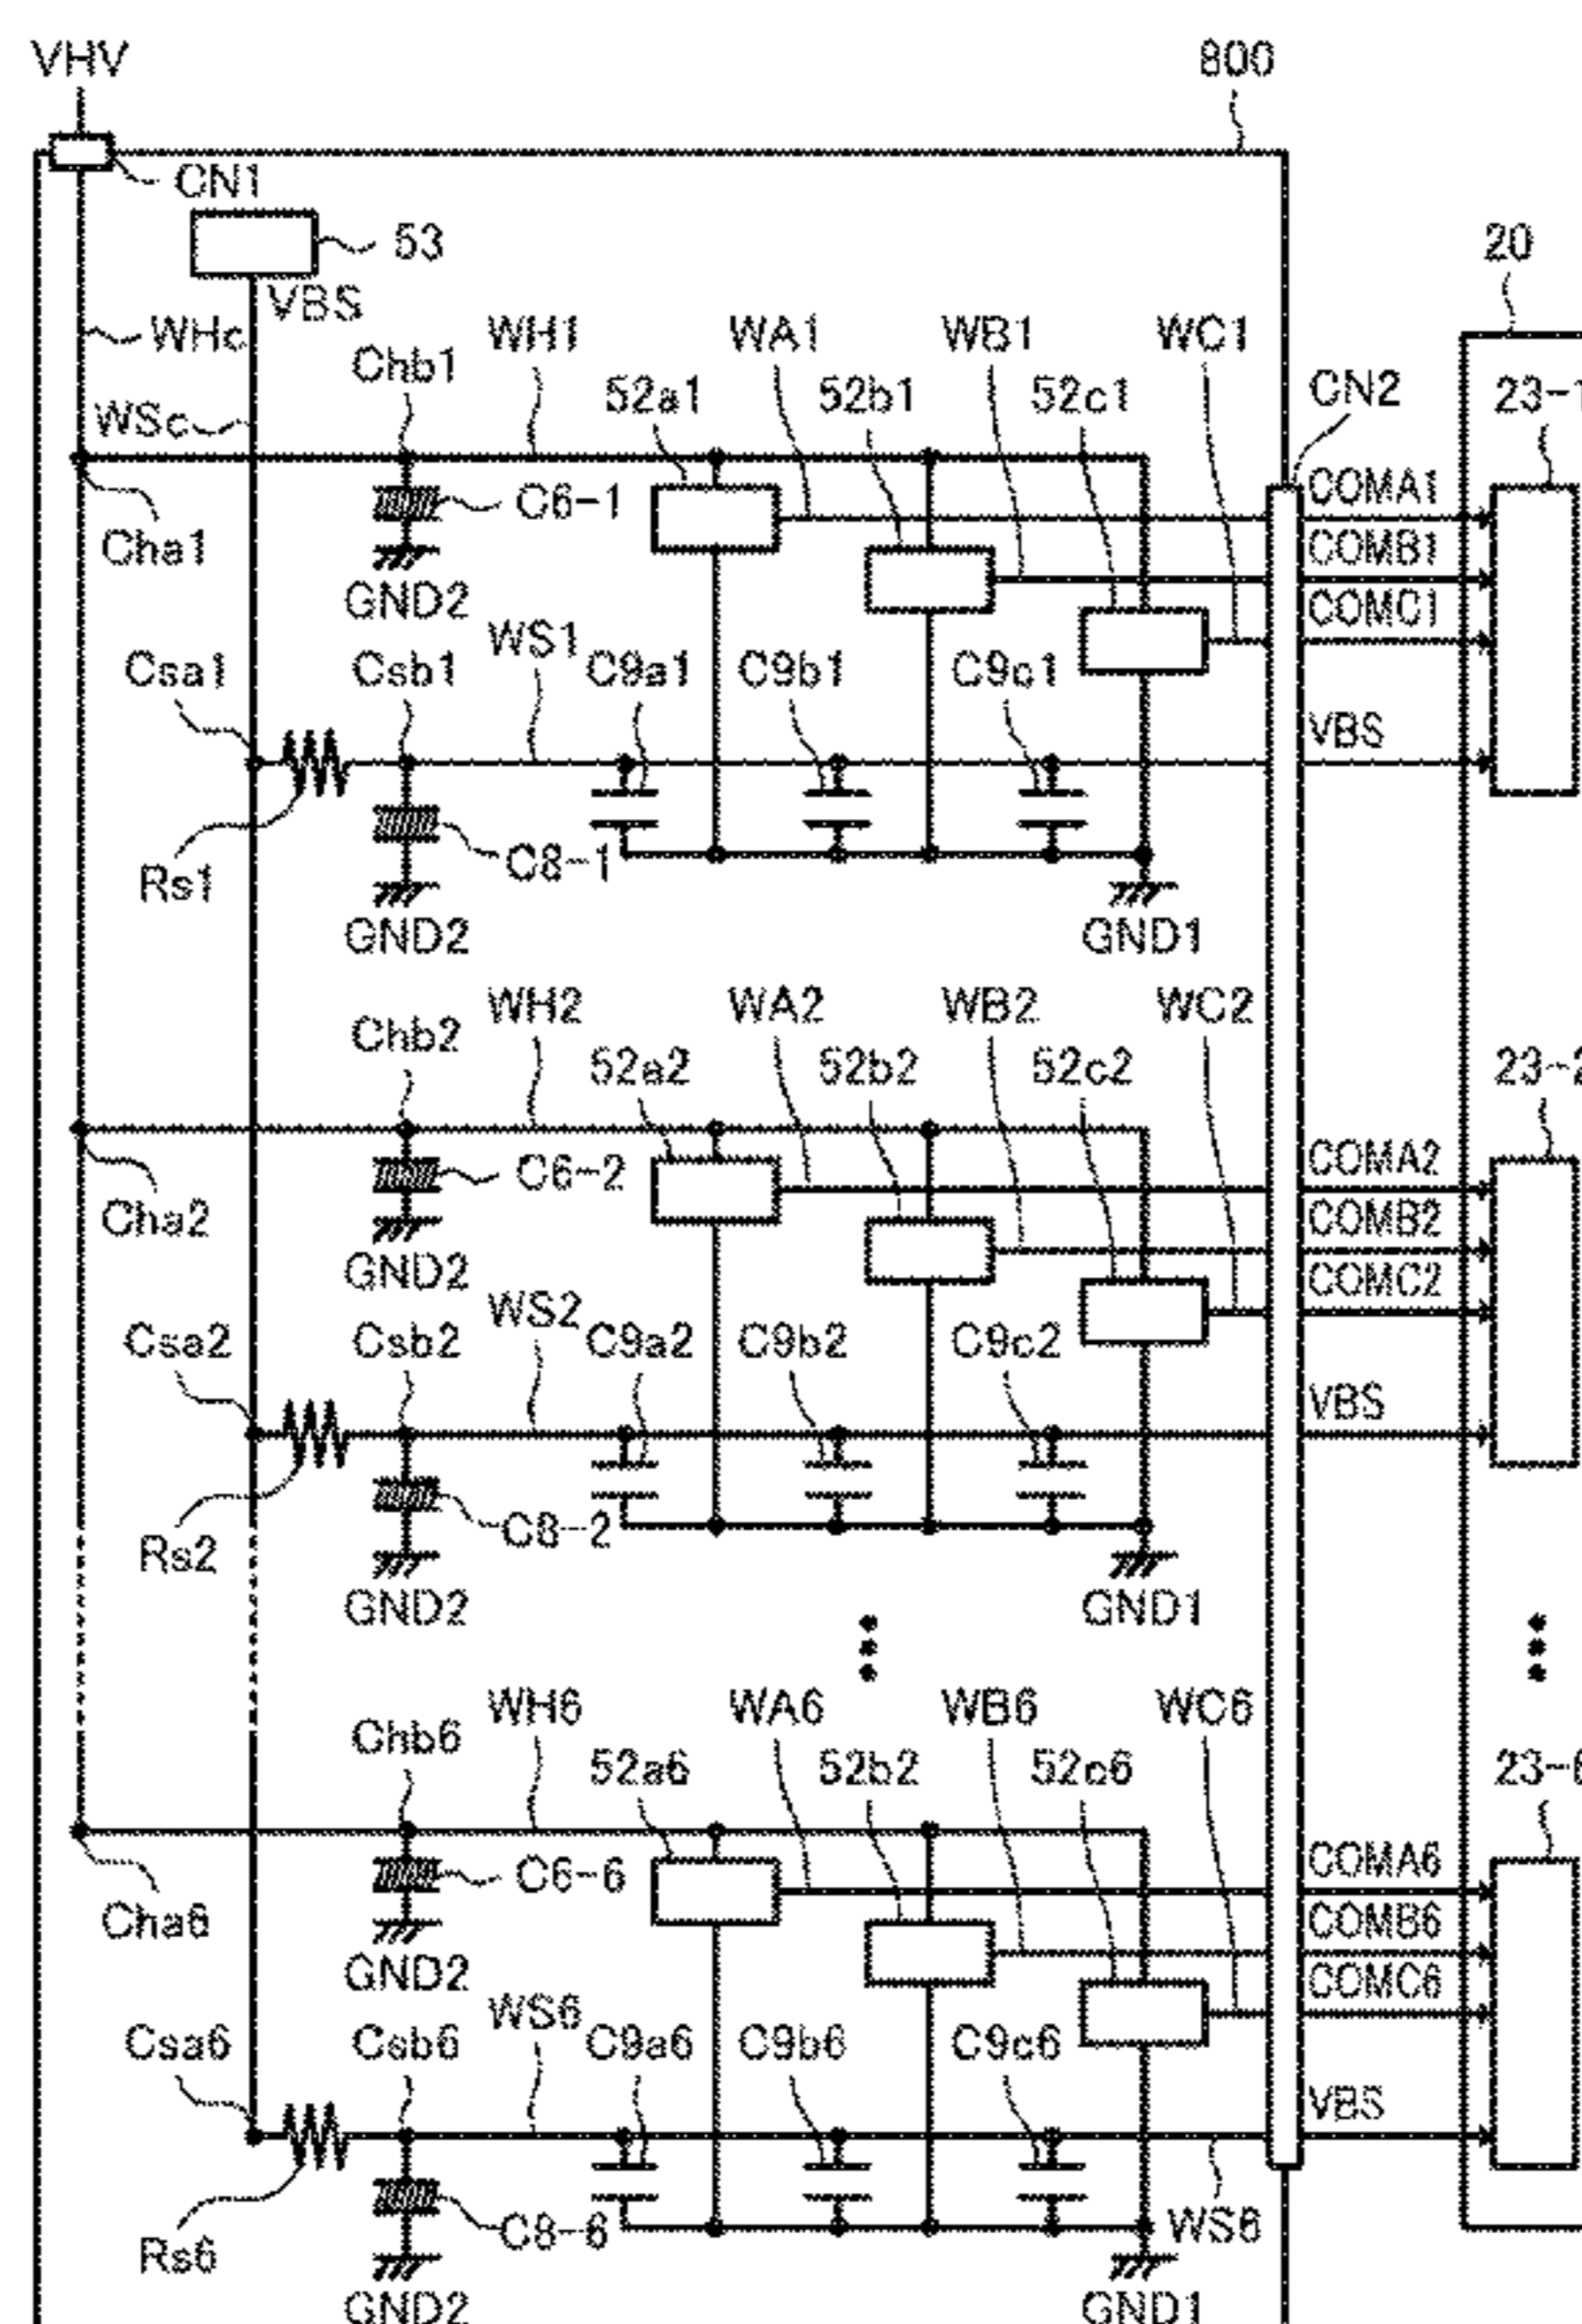 VHV
800
CN1
53
20
VBS
WHc
WH1
WA1
WB1
WC1
Chb1
52a1
52b1
52c1
CN2
23-1
WSc
COMA1
C6-1
Cha1
COMB1
GND2
COMC1
WS1
Csa1
Csb1
C9a1
C9b1
C9c1
VBS
C8-1
Rs1
GND2
GND1
WH2
WA2
WB2
WC2
Chb2
52a2
52b2
52c2
23-2
COMA2
C6-2
Cha2
COMB2
GND2
COMC2
WS2
Csa2
Csb2
C9a2
C9b2
C9c2
VBS
C8-2
Rs2
GND2
GND1
WH6
WA6
WB6
WC6
Chb6
52a6
52b2
52c6
23-6
COMA6
C6-6
Cha6
COMB6
GND2
COMC6
WS6
Csa6
Csb6
C9a6
C9b6
C9c6
VBS
C8-6
WS6
Rs6
GND2
GND1